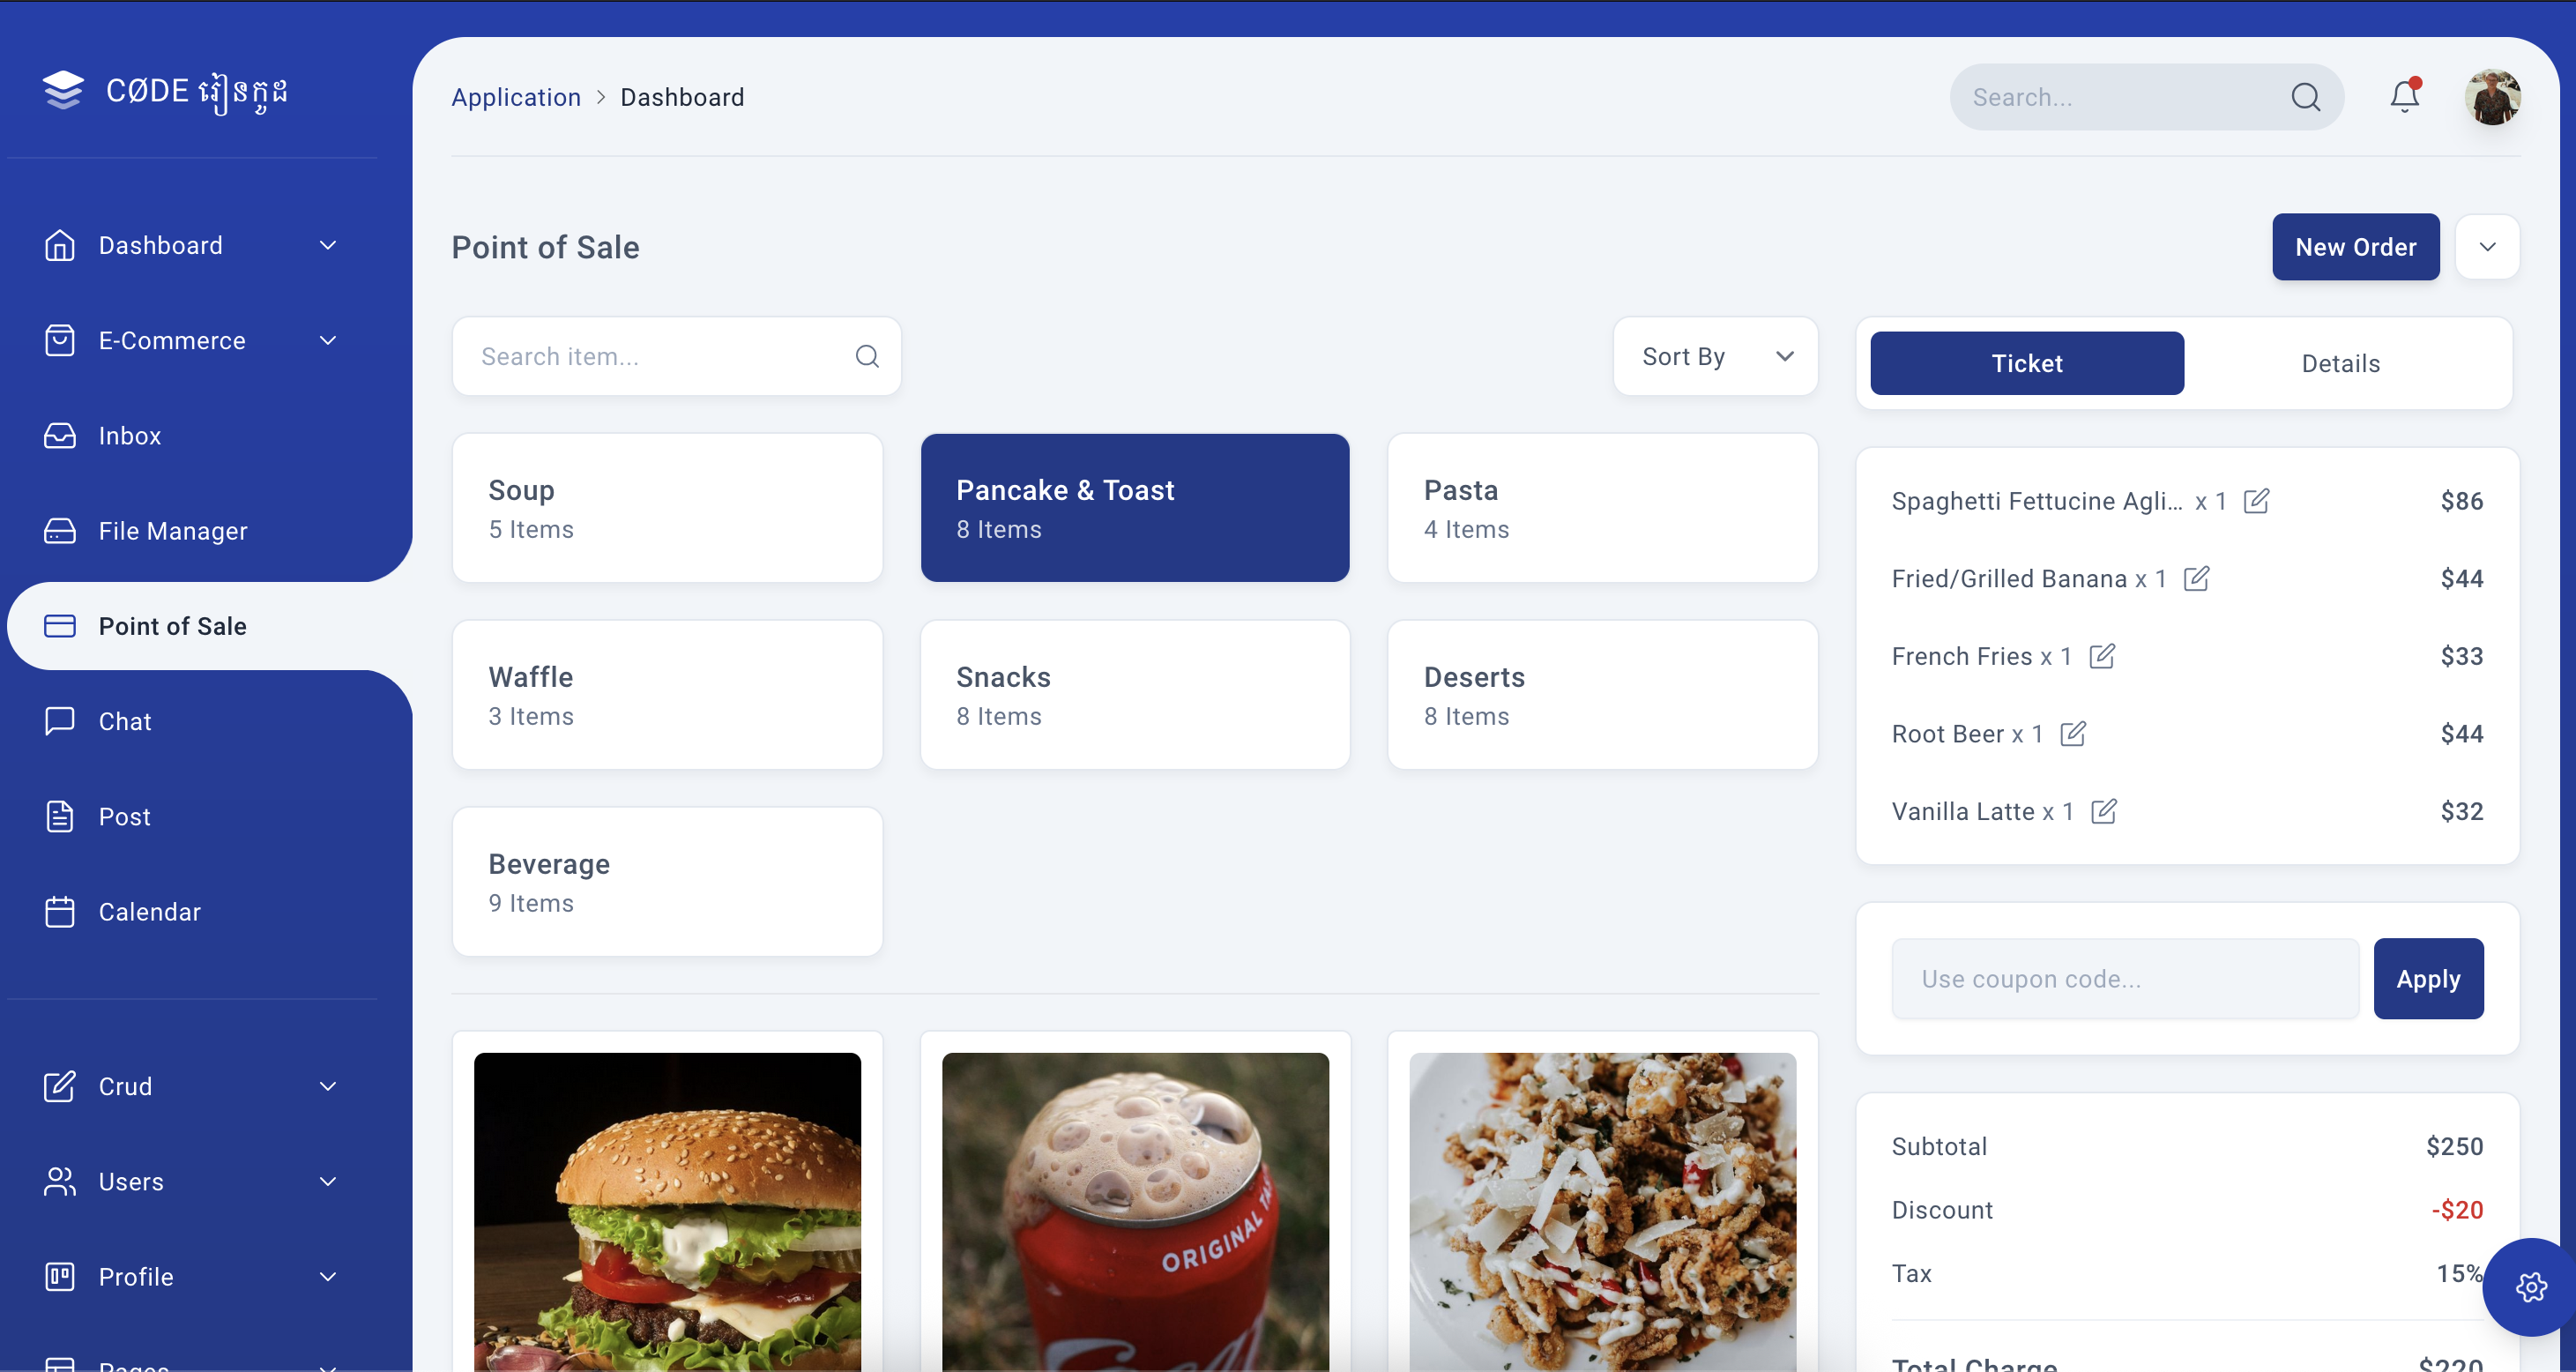 CØDE រៀនកូដ
Application > Dashboard
Search...
Dashboard
E-Commerce
Inbox
File Manager
Point of Sale
Chat
Post
Calendar
Crud
Users
Profile
Pages
Point of Sale
New Order
Search item...
Sort By
Soup
5 Items
Pancake & Toast
8 Items
Pasta
4 Items
Waffle
3 Items
Snacks
8 Items
Deserts
8 Items
Beverage
9 Items
ORIGINAL TA
Ticket
Details
Spaghetti Fettucine Agli... x 1 $86
Fried/Grilled Banana x 1 $44
French Fries x 1 $33
Root Beer x 1 $44
Vanilla Latte x 1 $32
Use coupon code...
Apply
Subtotal $250
Discount -$20
Tax 15%
Total Charge $220